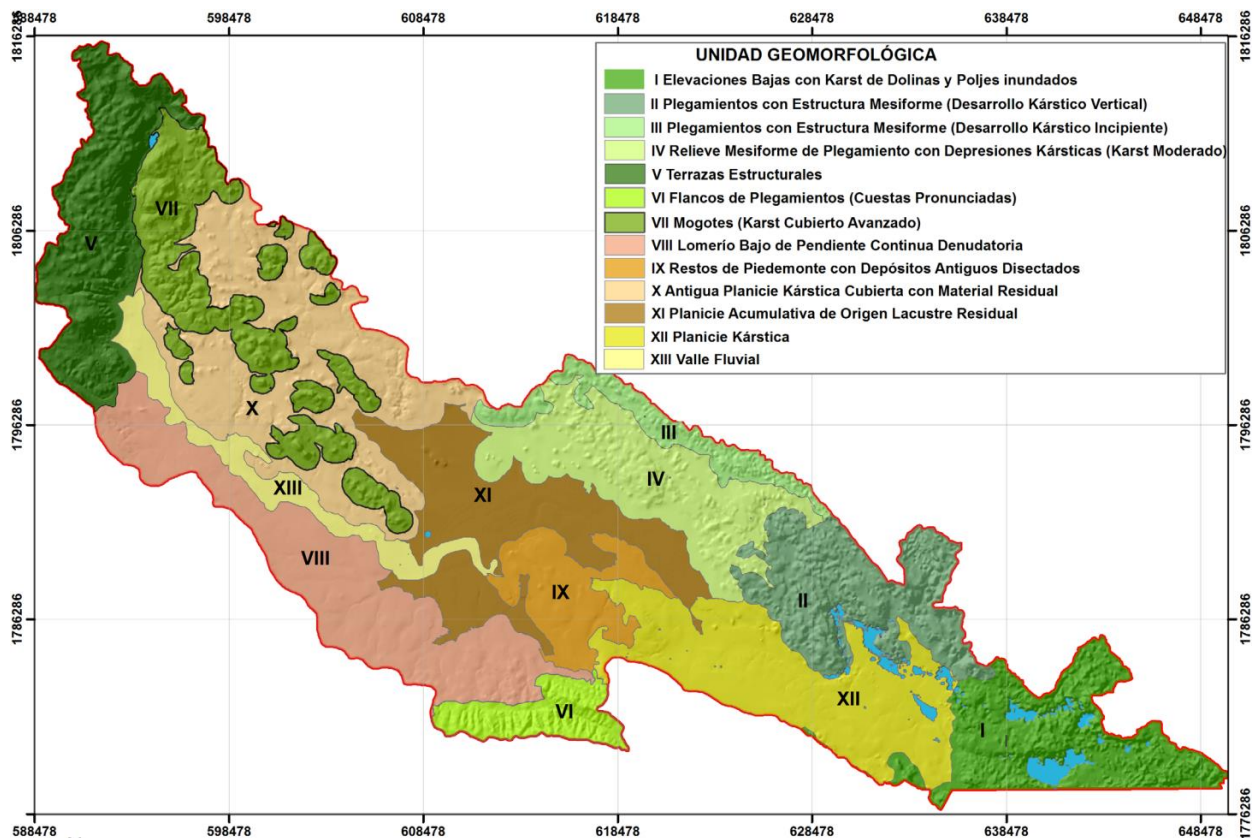 588478 598478 608478 618478 628478 638478 648478
1816286 1816286
UNIDAD GEOMORFOLÓGICA
I Elevaciones Bajas con Karst de Dolinas y Poljes inundados
II Plegamientos con Estructura Mesiforme (Desarrollo Kárstico Vertical)
III Plegamientos con Estructura Mesiforme (Desarrollo Kárstico Incipiente)
IV Relieve Mesiforme de Plegamiento con Depresiones Kársticas (Karst Moderado)
V Terrazas Estructurales
VI Flancos de Plegamientos (Cuestas Pronunciadas)
VII Mogotes (Karst Cubierto Avanzado)
VIII Lomerío Bajo de Pendiente Continua Denudatoria
IX Restos de Piedemonte con Depósitos Antiguos Disectados
X Antigua Planicie Kárstica Cubierta con Material Residual
XI Planicie Acumulativa de Origen Lacustre Residual
XII Planicie Kárstica
XIII Valle Fluvial
VII
1806286 1806286
V
X
1796286 1796286
III
IV
XIII
XI
VIII
IX
II
1786286 1786286
XII
VI
I
1776286
588478 598478 608478 618478 628478 638478 648478